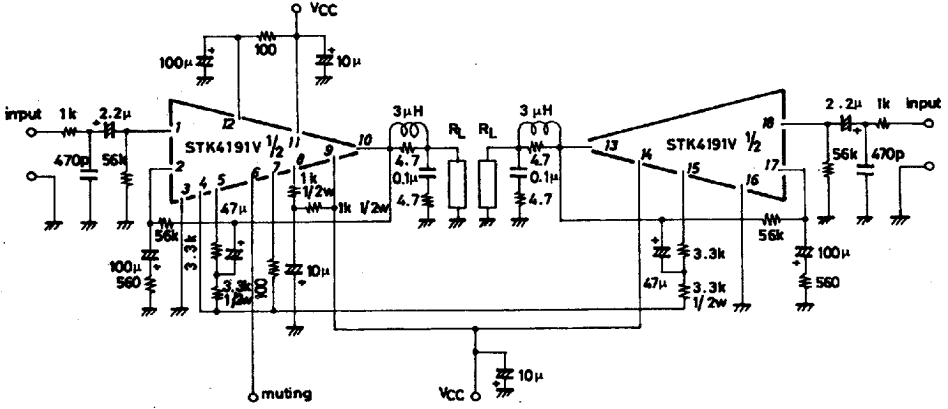 VCC
100
100μ +
+ 10μ
input
1k
2.2μ
+
470p
56k
1
2
3
4
5
6
7
8
9
10
11
12
STK4191V 1/2
3μH
4.7
0.1μ
4.7
RL
RL
3μH
4.7
0.1μ
4.7
13
14
15
16
17
18
STK4191V 1/2
2.2μ
+
1k
input
56k
470p
56k
100μ
+
560
3.3k
47μ
+
3.3k
1/2w
100
1k
1/2w
1k 1/2w
10μ
+
+
47μ
3.3k
3.3k
1/2w
56k
+
100μ
560
muting
VCC
+
10μ